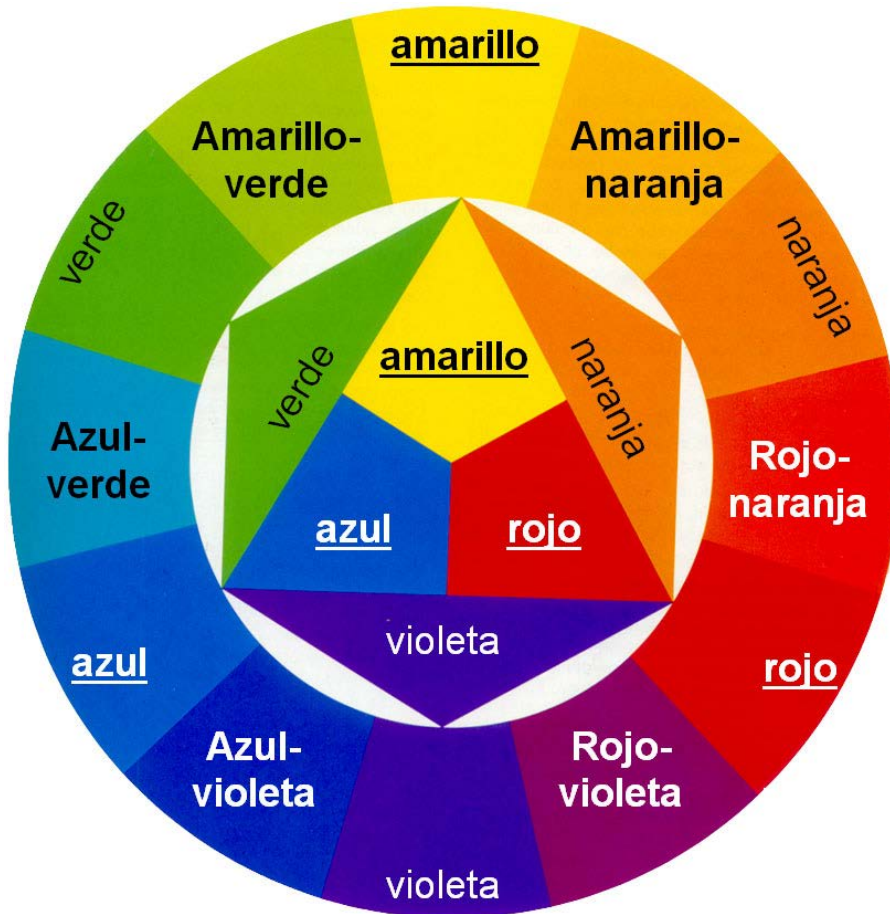 amarillo
Amarillo-
verde
Amarillo-
naranja
verde
naranja
amarillo
verde
naranja
Azul-
verde
Rojo-
naranja
azul
rojo
violeta
azul
rojo
Azul-
violeta
Rojo-
violeta
violeta